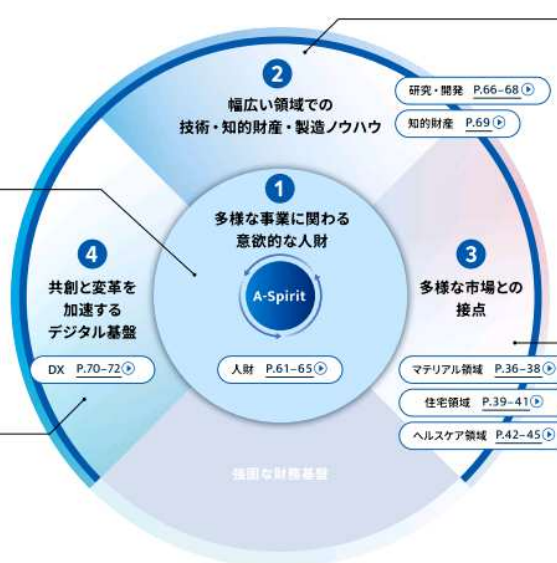 2
幅広い領域での
技術・知的財産・製造ノウハウ
研究・開発 P.66–68
知的財産 P.69
1
多様な事業に関わる
意欲的な人財
A-Spirit
人財 P.61–65
4
共創と変革を
加速する
デジタル基盤
DX P.70–72
3
多様な市場との
接点
マテリアル領域 P.36–38
住宅領域 P.39–41
ヘルスケア領域 P.42–45
強固な財務基盤